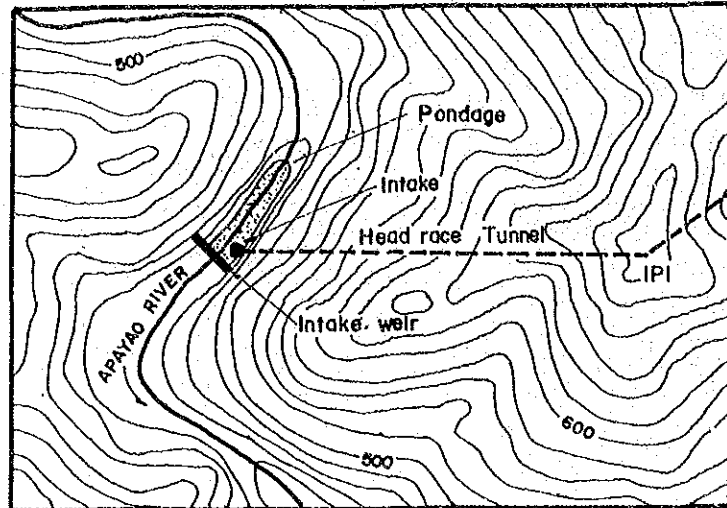 500
Pondage
Intake
Head race Tunnel
IPI
APAYAO RIVER
Intake weir
600
500